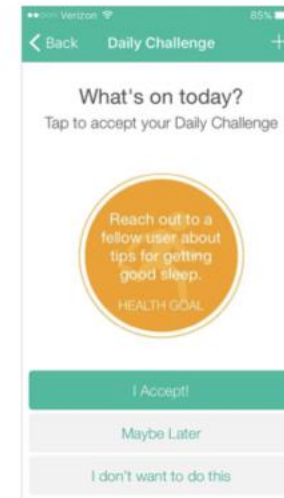 Verizon 85%
Back Daily Challenge +
What's on today?
Tap to accept your Daily Challenge
Reach out to a
fellow user about
tips for getting
good sleep.
HEALTH GOAL
I Accept!
Maybe Later
I don't want to do this